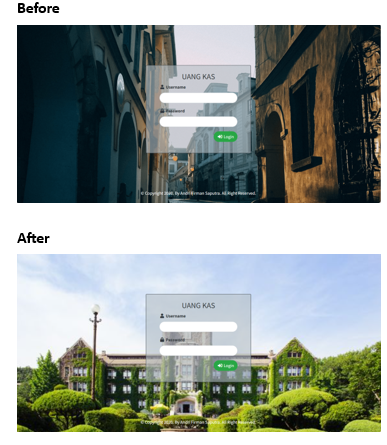 Before
UANG KAS
Username
Password
Login
© Copyright 2020. By Andri Firman Saputra. All Right Reserved.
After
UANG KAS
Username
Password
Login
© Copyright 2020. By Andri Firman Saputra. All Right Reserved.